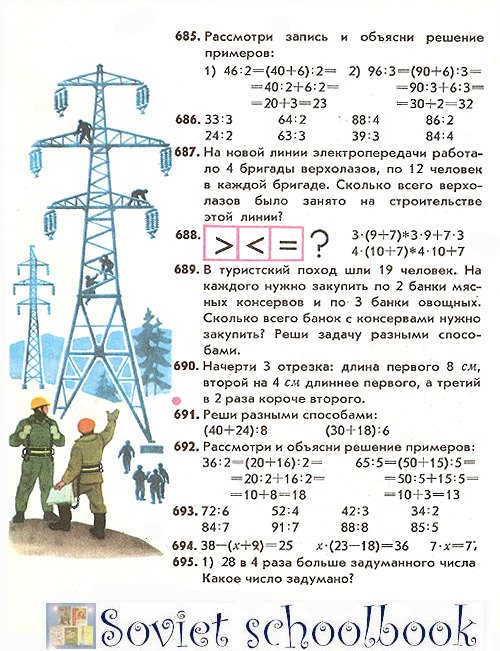 685. Рассмотри запись и объясни решение
примеров:
1) 46:2=(40+6):2= 2) 96:3=(90+6):3=
=40:2+6:2= =90:3+6:3=
=20+3=23 =30+2=32
686. 33:3 64:2 88:4 86:2
24:2 63:3 39:3 84:4
687. На новой линии электропередачи работа-
ло 4 бригады верхолазов, по 12 человек
в каждой бригаде. Сколько всего верхо-
лазов было занято на строительстве
этой линии?
688. > < = ? 3·(9+7)*3·9+7·3
4·(10+7)*4·10+7
689. В туристский поход шли 19 человек. На
каждого нужно закупить по 2 банки мяс-
ных консервов и по 3 банки овощных.
Сколько всего банок с консервами нужно
закупить? Реши задачу разными спосо-
бами.
690. Начерти 3 отрезка: длина первого 8 см,
второй на 4 см длиннее первого, а третий
в 2 раза короче второго.
691. Реши разными способами:
(40+24):8 (30+18):6
692. Рассмотри и объясни решение примеров:
36:2=(20+16):2= 65:5=(50+15):5=
=20:2+16:2= =50:5+15:5=
=10+8=18 =10+3=13
693. 72:6 52:4 42:3 34:2
84:7 91:7 88:8 85:5
694. 38−(x+9)=25 x·(23−18)=36 7·x=7;
695. 1) 28 в 4 раза больше задуманного числа
Какое число задумано?
Soviet schoolbook